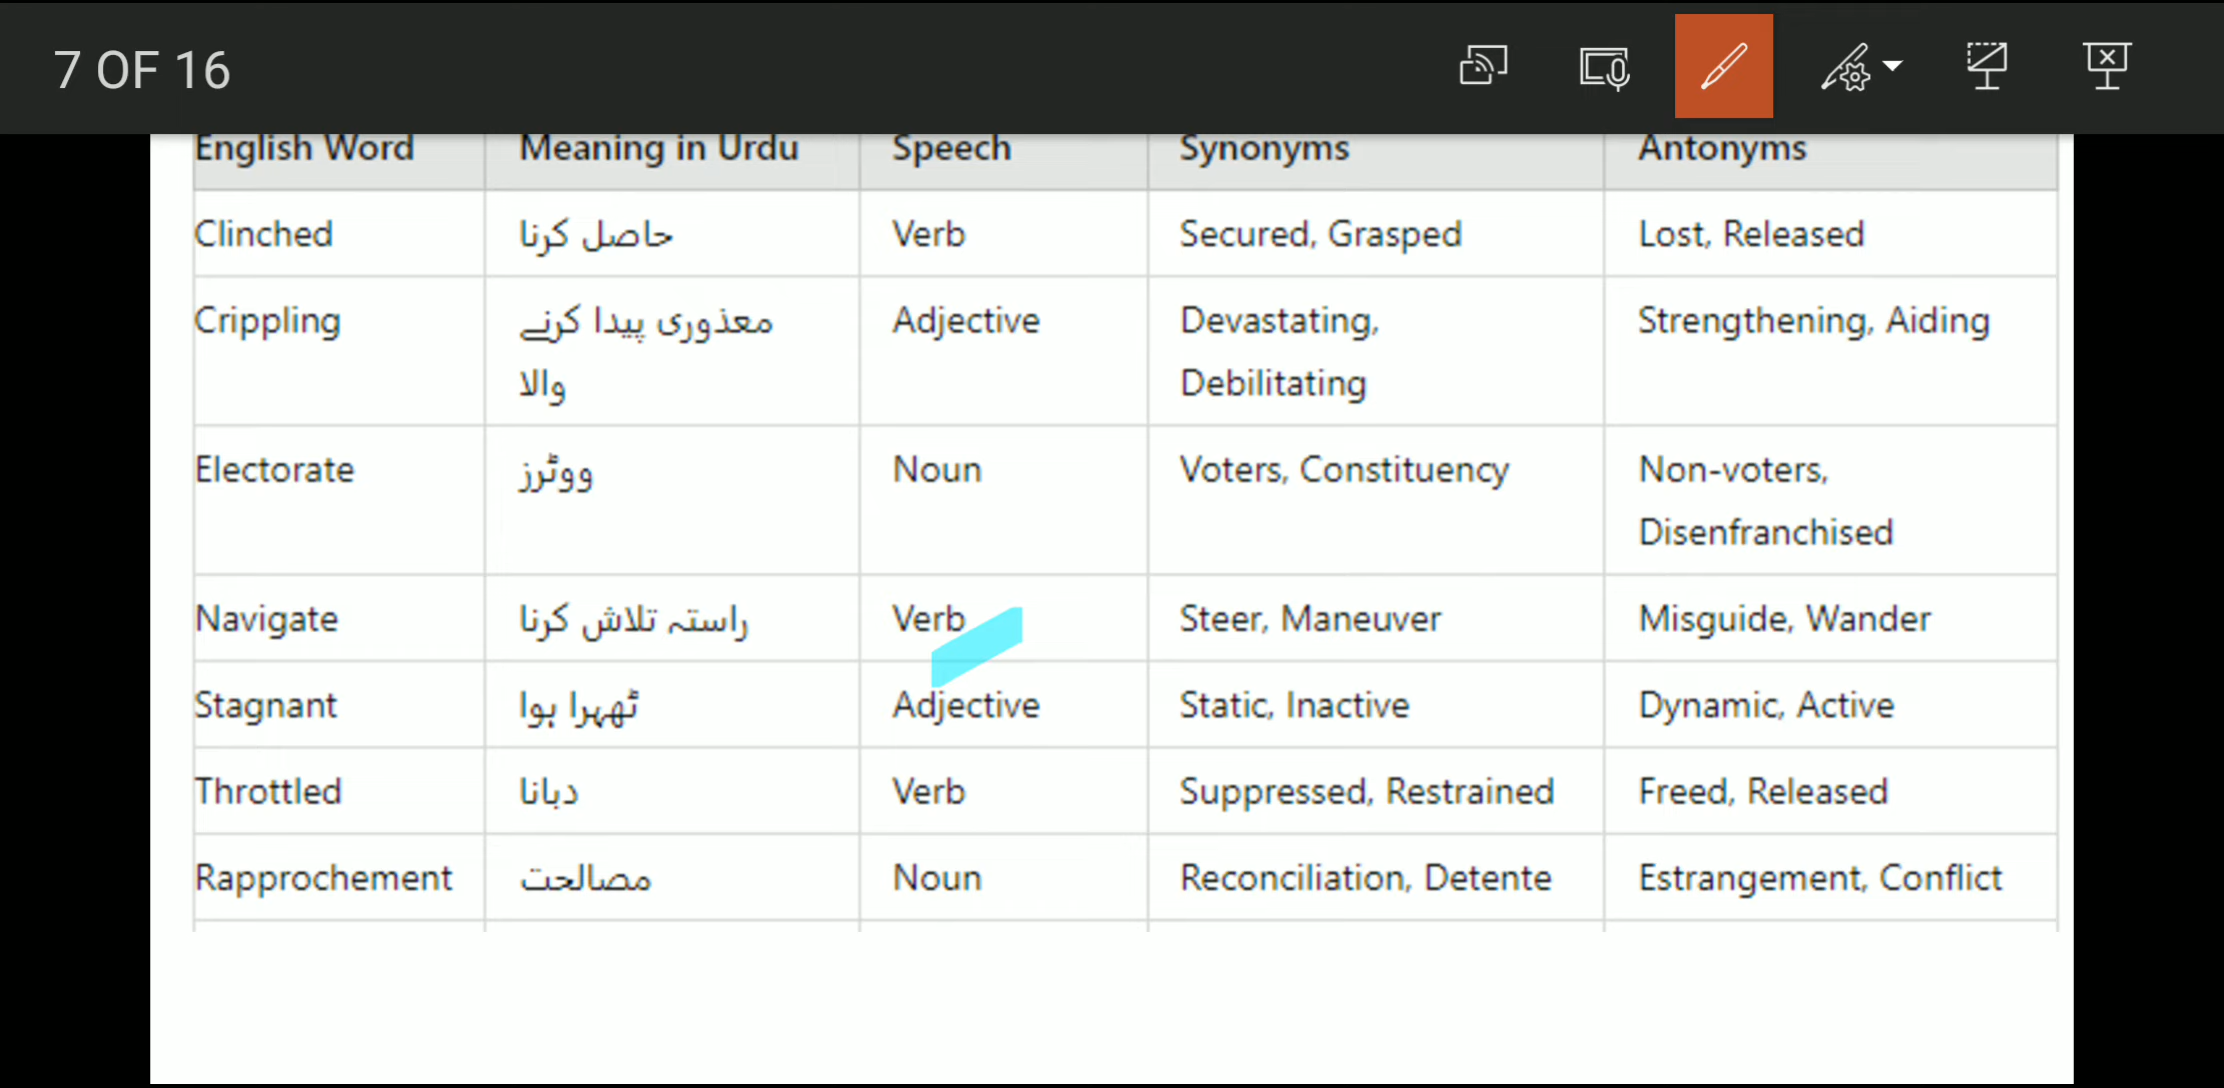 7 OF 16
English Word Meaning in Urdu Speech Synonyms Antonyms
Clinched حاصل کرنا Verb Secured, Grasped Lost, Released
Crippling معذوری پیدا کرنے Adjective Devastating, Strengthening, Aiding
والا Debilitating
Electorate ووٹرز Noun Voters, Constituency Non-voters,
Disenfranchised
Navigate راستہ تلاش کرنا Verb Steer, Maneuver Misguide, Wander
Stagnant ٹھہرا ہوا Adjective Static, Inactive Dynamic, Active
Throttled دبانا Verb Suppressed, Restrained Freed, Released
Rapprochement مصالحت Noun Reconciliation, Detente Estrangement, Conflict